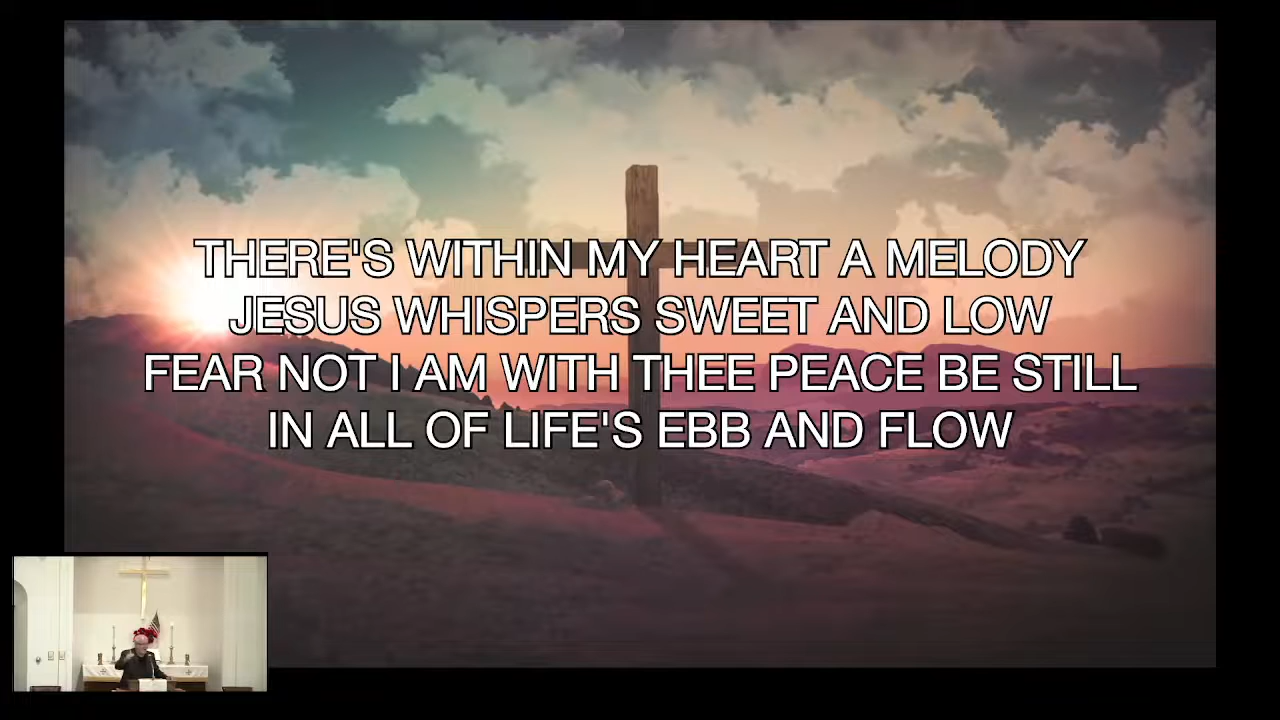 THERE'S WITHIN MY HEART A MELODY
JESUS WHISPERS SWEET AND LOW
FEAR NOT I AM WITH THEE PEACE BE STILL
IN ALL OF LIFE'S EBB AND FLOW